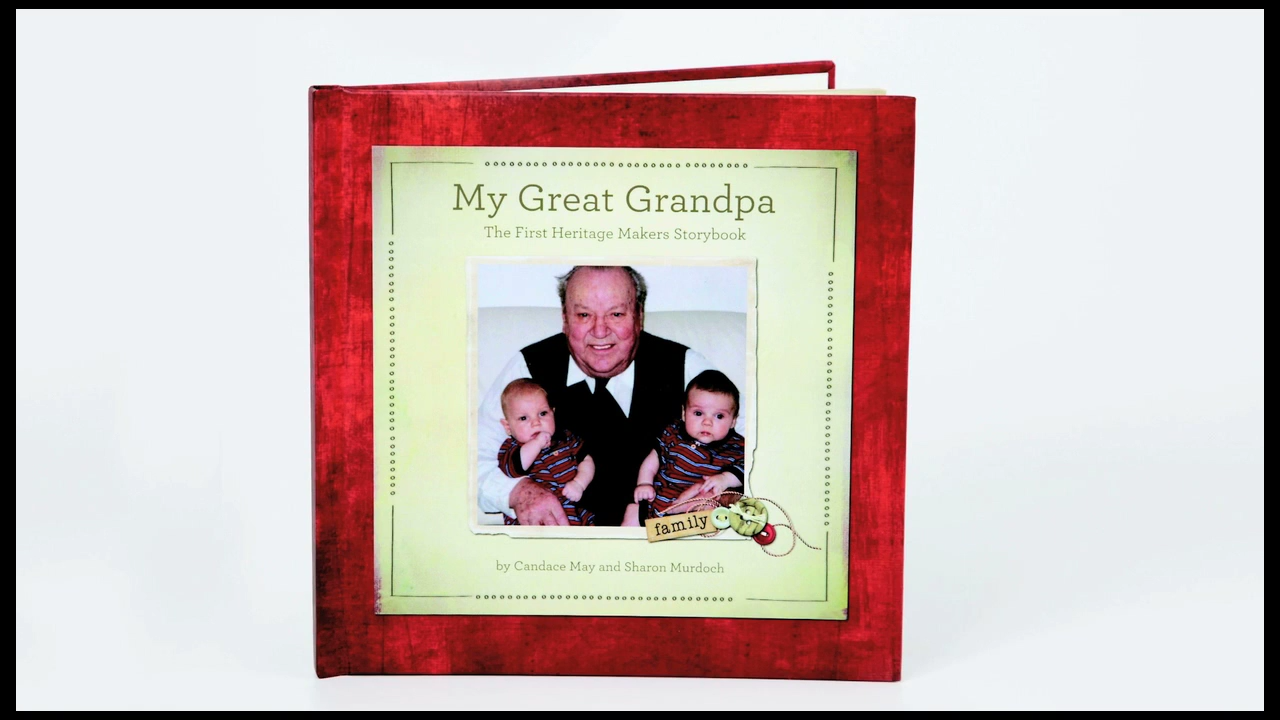 My Great Grandpa
The First Heritage Makers Storybook
family
by Candace May and Sharon Murdoch